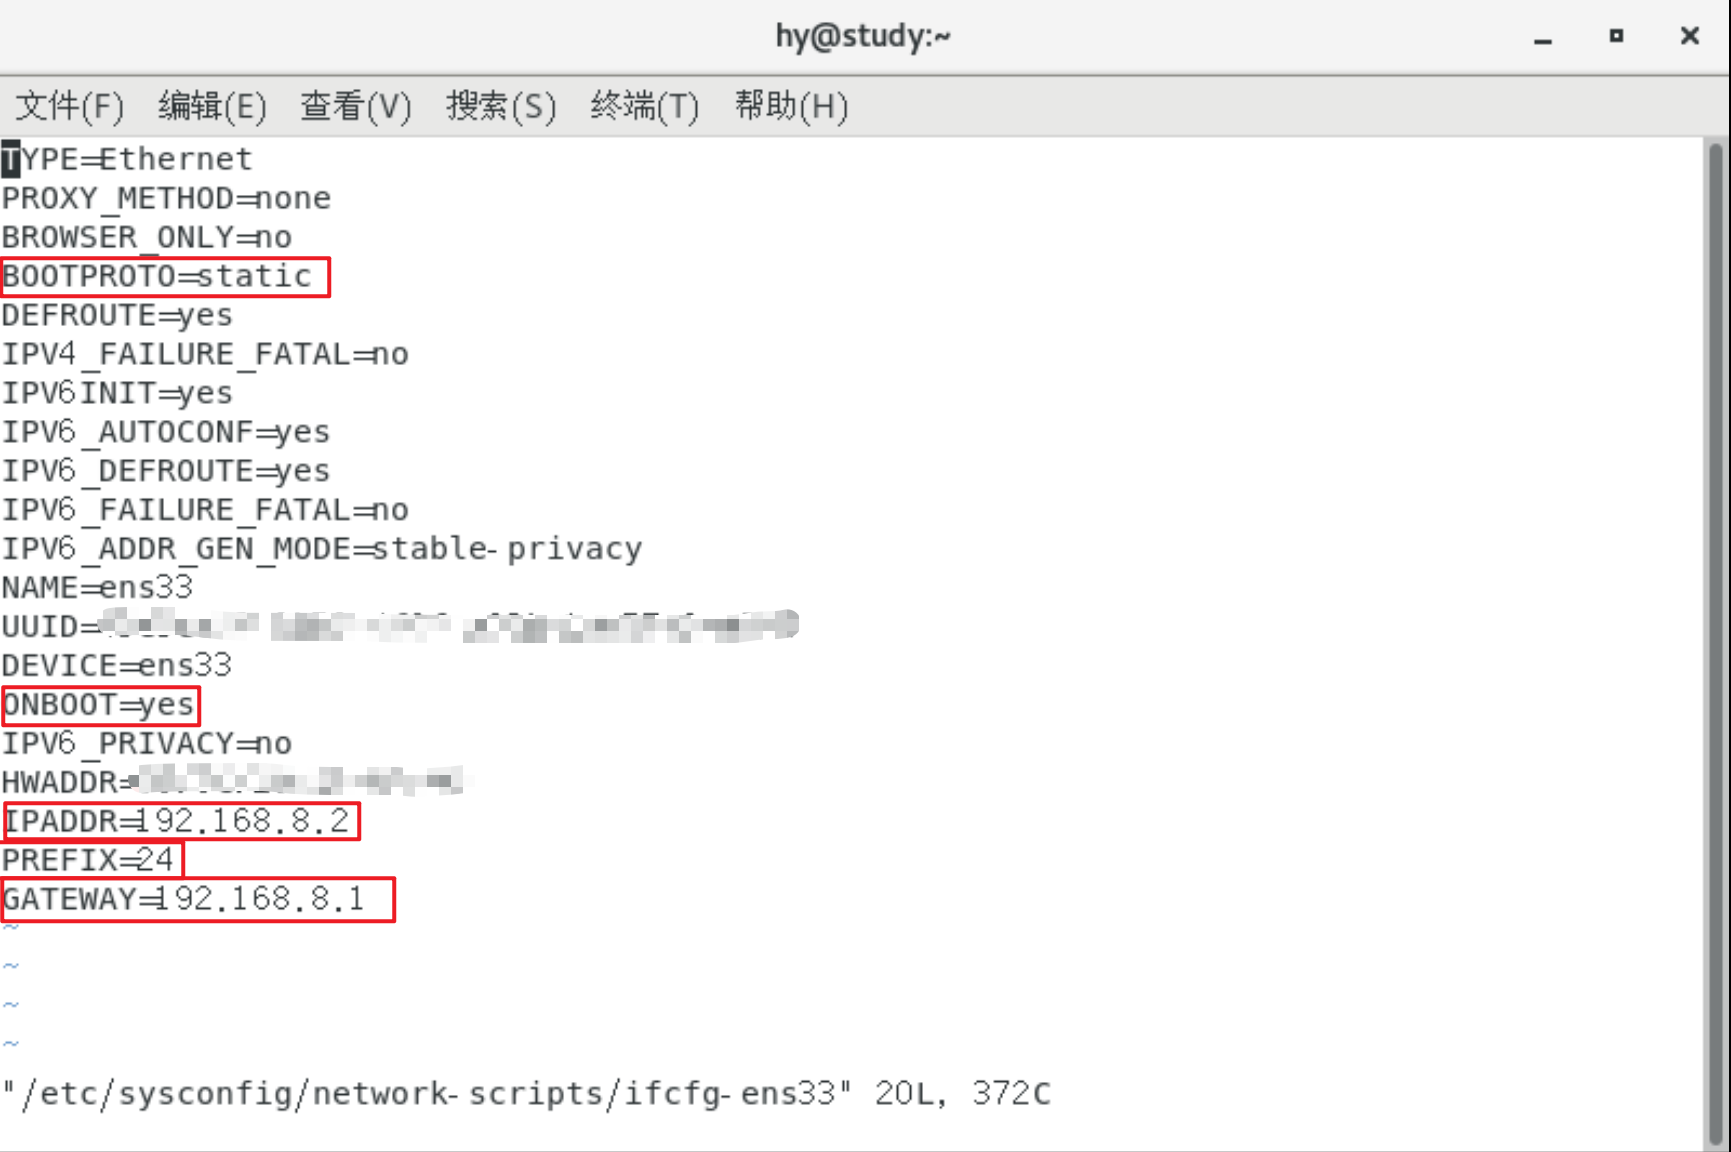 hy@study:~
文件(F) 编辑(E) 查看(V) 搜索(S) 终端(T) 帮助(H)
TYPE=Ethernet
PROXY_METHOD=none
BROWSER_ONLY=no
BOOTPROTO=static
DEFROUTE=yes
IPV4_FAILURE_FATAL=no
IPV6INIT=yes
IPV6_AUTOCONF=yes
IPV6_DEFROUTE=yes
IPV6_FAILURE_FATAL=no
IPV6_ADDR_GEN_MODE=stable-privacy
NAME=ens33
UUID=
DEVICE=ens33
ONBOOT=yes
IPV6_PRIVACY=no
HWADDR=
IPADDR=192.168.8.2
PREFIX=24
GATEWAY=192.168.8.1
~
~
~
~
"/etc/sysconfig/network-scripts/ifcfg-ens33" 20L, 372C